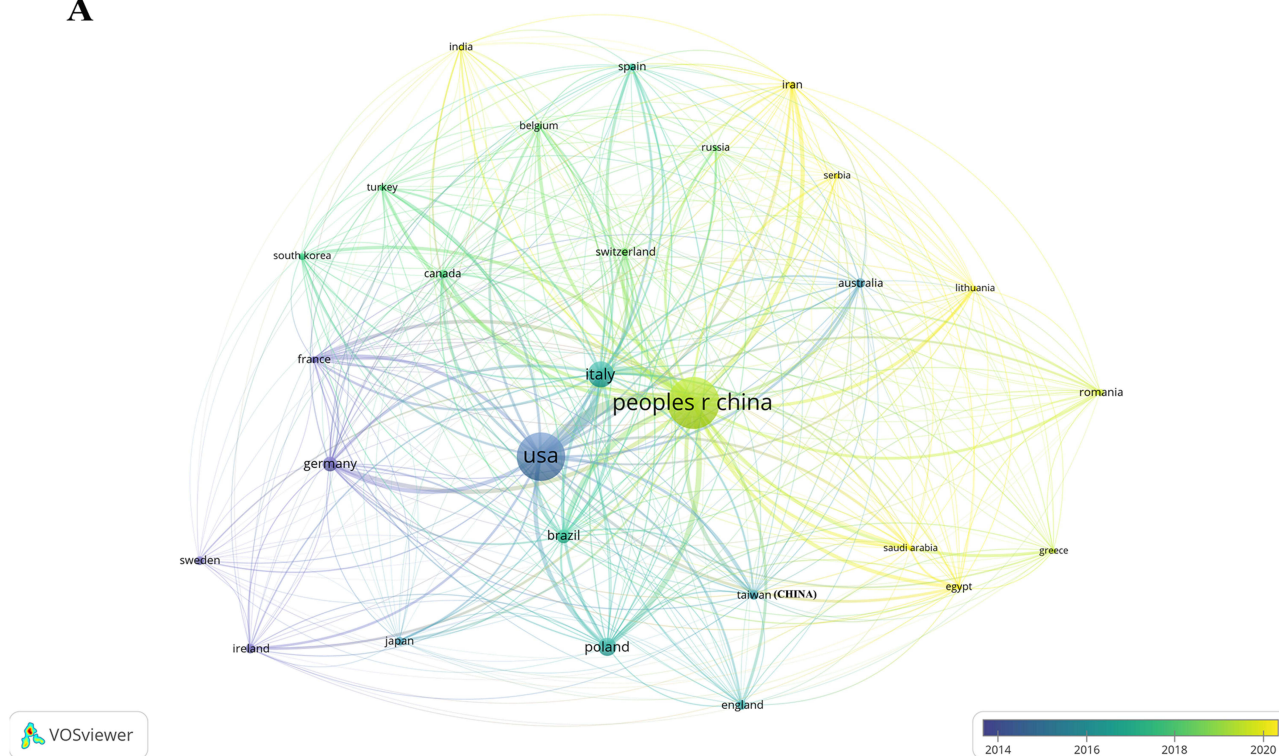 A
india
spain
iran
belgium
russia
serbia
turkey
switzerland
south korea
canada
australia
lithuania
france
italy
peoples r china
romania
usa
germany
brazil
saudi arabia
greece
sweden
egypt
taiwan (CHINA)
japan
poland
ireland
england
VOSviewer
2014 2016 2018 2020